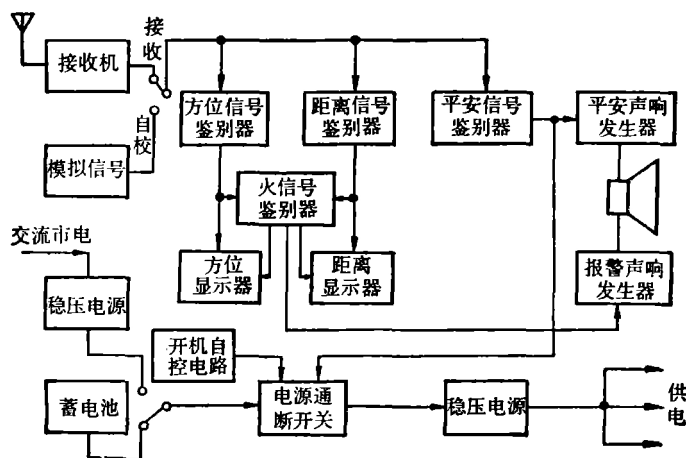 接收机
接收
自校
模拟信号
方位信号
鉴别器
距离信号
鉴别器
平安信号
鉴别器
平安声响
发生器
火信号
鉴别器
方位
显示器
距离
显示器
报警声响
发生器
交流市电
稳压电源
蓄电池
开机自
控电路
电源通
断开关
稳压电源
供电